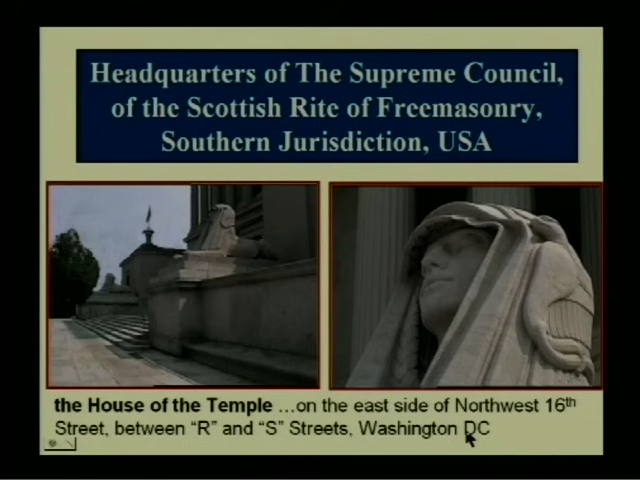 Headquarters of The Supreme Council,
of the Scottish Rite of Freemasonry,
Southern Jurisdiction, USA
the House of the Temple ...on the east side of Northwest 16th
Street, between “R” and “S” Streets, Washington DC